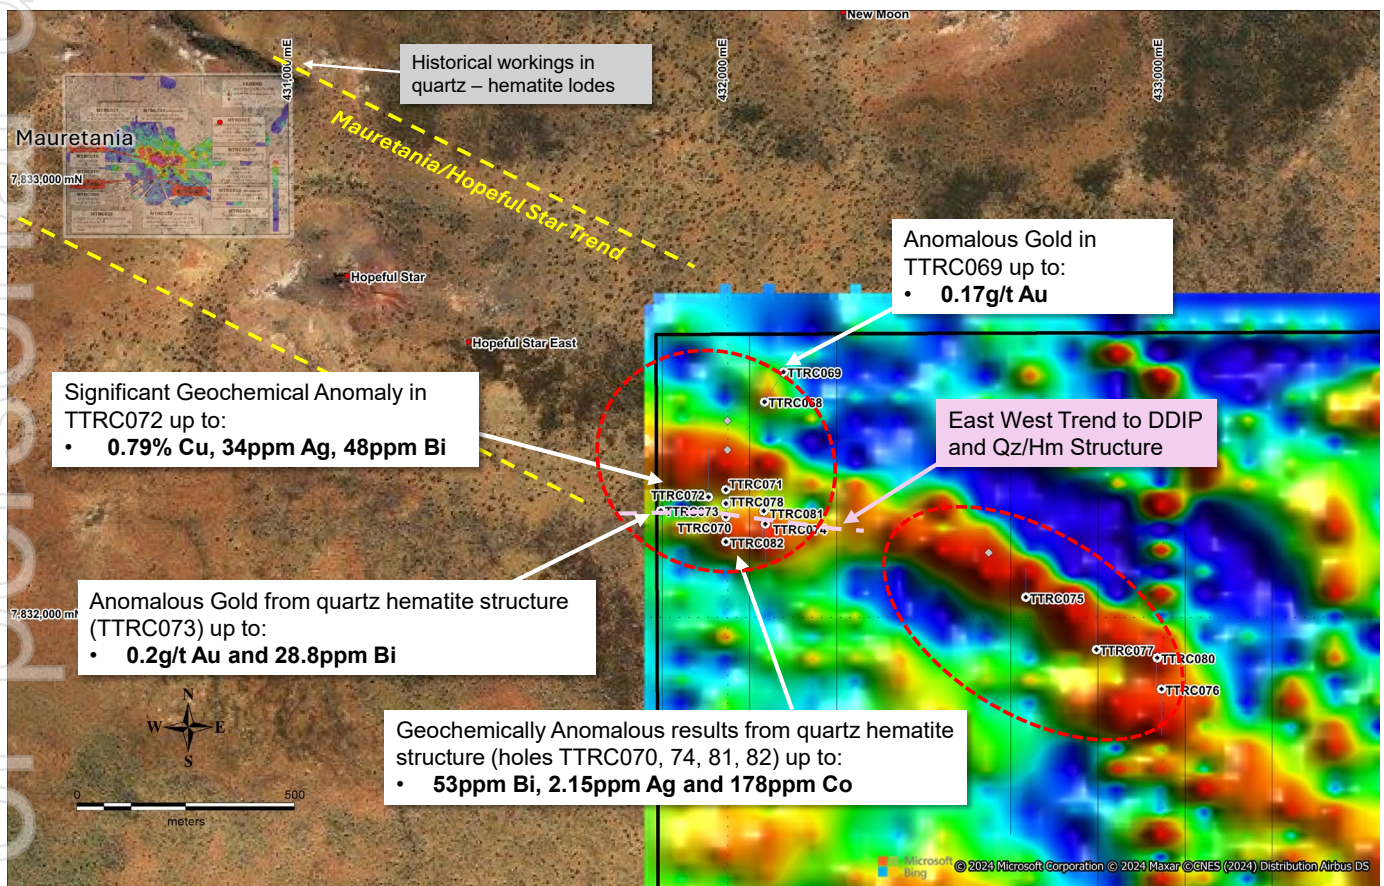 New Moon
431,000 mE
432,000 mE
433,000 mE
Historical workings in
quartz – hematite lodes
Mauretania
7,833,000 mN
Mauretania/Hopeful Star Trend
Hopeful Star
Hopeful Star East
Anomalous Gold in
TTRC069 up to:
• 0.17g/t Au
TTRC069
TTRC068
Significant Geochemical Anomaly in
TTRC072 up to:
• 0.79% Cu, 34ppm Ag, 48ppm Bi
East West Trend to DDIP
and Qz/Hm Structure
TTRC071
TTRC072
TTRC078
TTRC073
TTRC081
TTRC070
TTRC074
TTRC082
Anomalous Gold from quartz hematite structure
(TTRC073) up to:
• 0.2g/t Au and 28.8ppm Bi
7,832,000 mN
TTRC075
TTRC077
TTRC080
TTRC076
Geochemically Anomalous results from quartz hematite
structure (holes TTRC070, 74, 81, 82) up to:
• 53ppm Bi, 2.15ppm Ag and 178ppm Co
N
W E
S
0 500
meters
Microsoft
Bing
© 2024 Microsoft Corporation © 2024 Maxar ©CNES (2024) Distribution Airbus DS